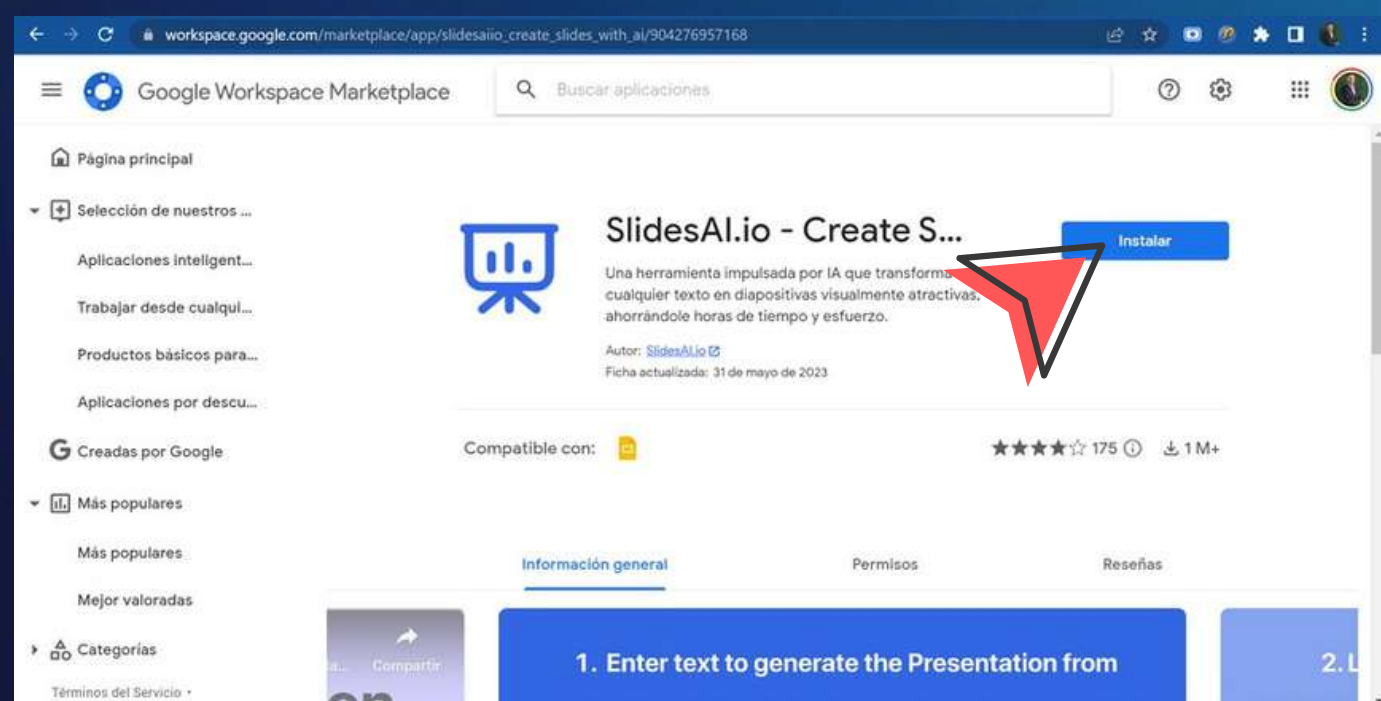 workspace.google.com/marketplace/app/slidesaiio_create_slides_with_ai/904276957168
Google Workspace Marketplace
Buscar aplicaciones
Página principal
Selección de nuestros ...
Aplicaciones inteligent...
Trabajar desde cualqui...
Productos básicos para...
Aplicaciones por descu...
G Creadas por Google
Más populares
Más populares
Mejor valoradas
Categorías
Términos del Servicio •
SlidesAI.io - Create S...
Instalar
Una herramienta impulsada por IA que transforma
cualquier texto en diapositivas visualmente atractivas,
ahorrándole horas de tiempo y esfuerzo.
Autor: SlidesAI.io
Ficha actualizada: 31 de mayo de 2023
Compatible con:
175
1 M+
Información general
Permisos
Reseñas
Compartir
1. Enter text to generate the Presentation from
2. L